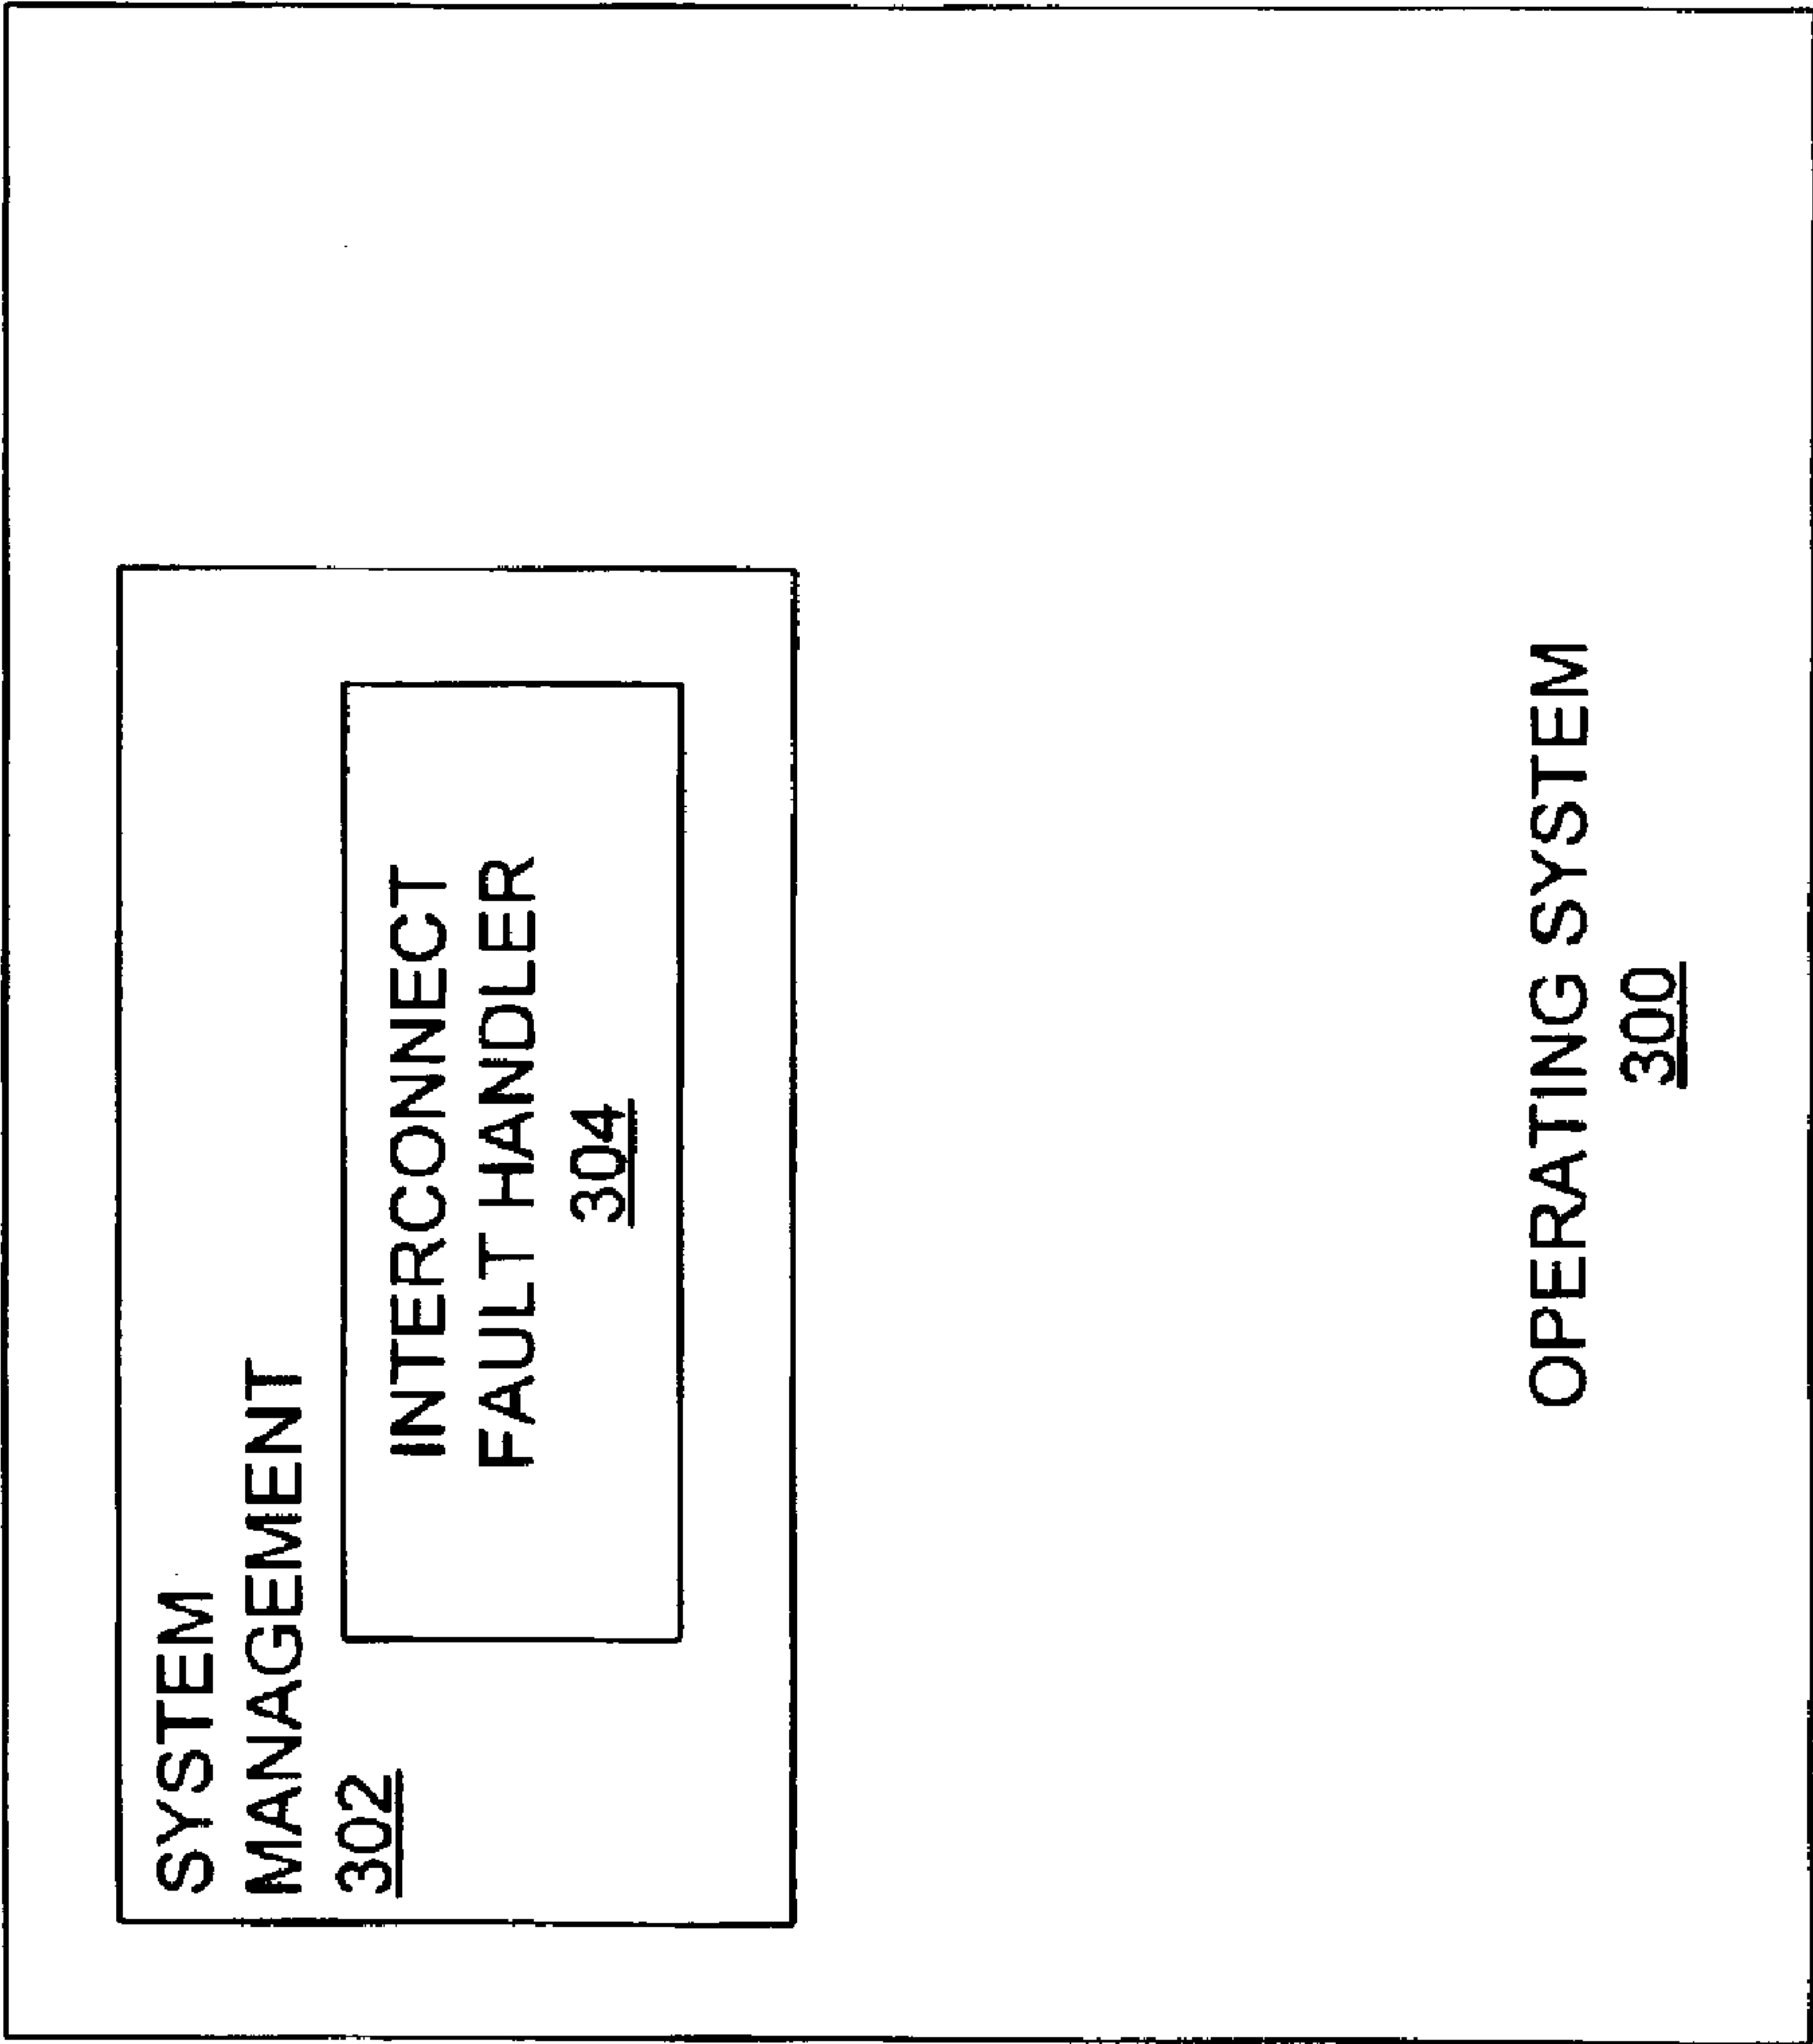 SYSTEM
MANAGEMENT
302
INTERCONNECT
FAULT HANDLER
304
OPERATING SYSTEM
300